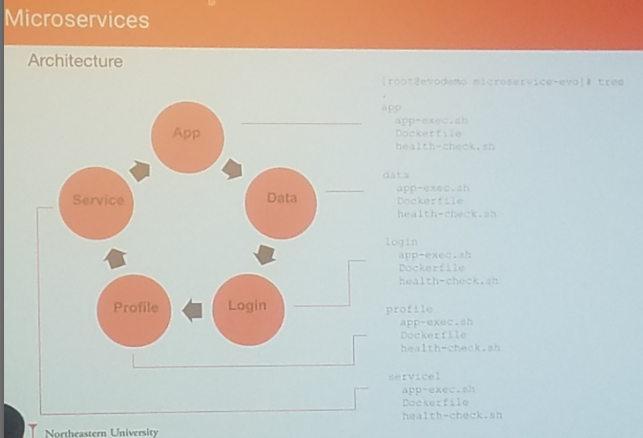 Microservices
Architecture
App
Data
Login
Profile
Service
[root@evodemo microservice-evo]# tree
.
app
app-exec.sh
Dockerfile
health-check.sh
data
app-exec.sh
Dockerfile
health-check.sh
login
app-exec.sh
Dockerfile
health-check.sh
profile
app-exec.sh
Dockerfile
health-check.sh
service1
app-exec.sh
Dockerfile
health-check.sh
Northeastern University